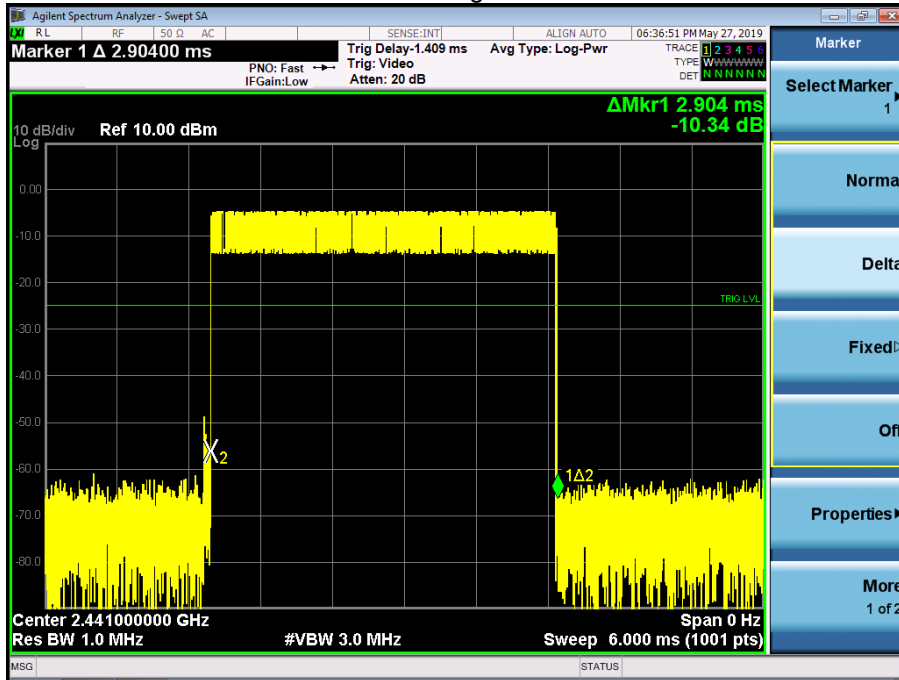 Agilent Spectrum Analyzer - Swept SA
LXI RL RF 50 Ω AC SENSE:INT ALIGN AUTO 06:36:51 PM May 27, 2019
Marker 1 Δ 2.90400 ms
PNO: Fast
IFGain:Low
Trig Delay-1.409 ms
Trig: Video
Atten: 20 dB
Avg Type: Log-Pwr
TRACE 1 2 3 4 5 6
TYPE WWWWWW
DET N N N N N N
ΔMkr1 2.904 ms
-10.34 dB
10 dB/div Ref 10.00 dBm
Log
0.00
-10.0
-20.0
TRIG LVL
-30.0
-40.0
-50.0
X2
-60.0
1Δ2
-70.0
-80.0
Center 2.441000000 GHz Span 0 Hz
Res BW 1.0 MHz #VBW 3.0 MHz Sweep 6.000 ms (1001 pts)
MSG STATUS
Marker
Select Marker
1
Norma
Delta
Fixed
Off
Properties
More
1 of 2